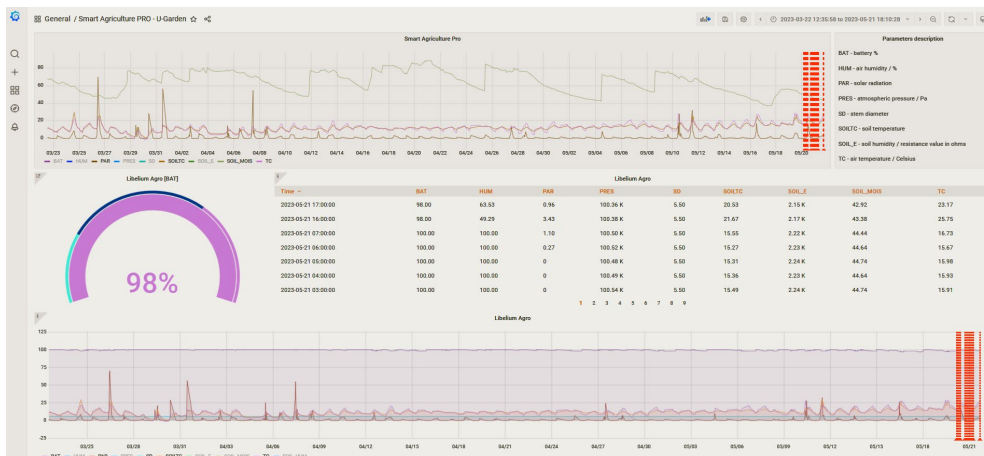 General / Smart Agriculture PRO - U-Garden
2023-03-22 12:35:58 to 2023-05-21 18:10:28
Smart Agriculture Pro
80
60
40
20
0
03/23 03/25 03/27 03/29 03/31 04/02 04/04 04/06 04/08 04/10 04/12 04/14 04/16 04/18 04/20 04/22 04/24 04/26 04/28 04/30 05/02 05/04 05/06 05/08 05/10 05/12 05/14 05/16 05/18 05/20
BAT HUM PAR PRES SD SOILTC SOIL_E SOIL_MOIS TC
Parameters description
BAT - battery %
HUM - air humidity / %
PAR - solar radiation
PRES - atmospheric pressure / Pa
SD - stem diameter
SOILTC - soil temperature
SOIL_E - soil humidity / resistance value in ohms
TC - air temperature / Celsius
Libelium Agro [BAT]
98%
Libelium Agro
Time BAT HUM PAR PRES SD SOILTC SOIL_E SOIL_MOIS TC
2023-05-21 17:00:00 98.00 63.53 0.96 100.36 K 5.50 20.53 2.15 K 42.92 23.17
2023-05-21 16:00:00 98.00 49.29 3.43 100.38 K 5.50 21.67 2.17 K 43.38 25.75
2023-05-21 07:00:00 100.00 100.00 1.10 100.50 K 5.50 15.55 2.22 K 44.44 16.73
2023-05-21 06:00:00 100.00 100.00 0.27 100.52 K 5.50 15.27 2.23 K 44.64 15.67
2023-05-21 05:00:00 100.00 100.00 0 100.48 K 5.50 15.31 2.24 K 44.74 15.98
2023-05-21 04:00:00 100.00 100.00 0 100.49 K 5.50 15.36 2.23 K 44.64 15.93
2023-05-21 03:00:00 100.00 100.00 0 100.54 K 5.50 15.49 2.24 K 44.74 15.91
1 2 3 4 5 6 7 8 9
Libelium Agro
125
100
75
50
25
0
-25
03/25 03/28 03/31 04/03 04/06 04/09 04/12 04/15 04/18 04/21 04/24 04/27 04/30 05/03 05/06 05/09 05/12 05/15 05/18 05/21